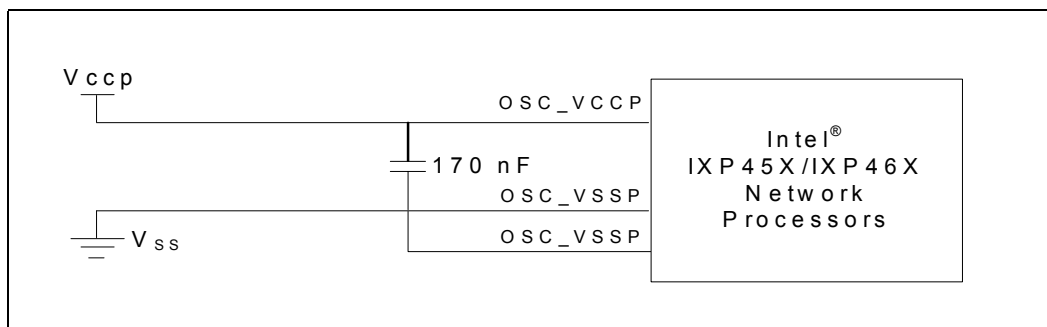 Vccp
OSC_VCCP
170 nF
OSC_VSSP
OSC_VSSP
VSS
Intel®
IXP45X/IXP46X
Network
Processors